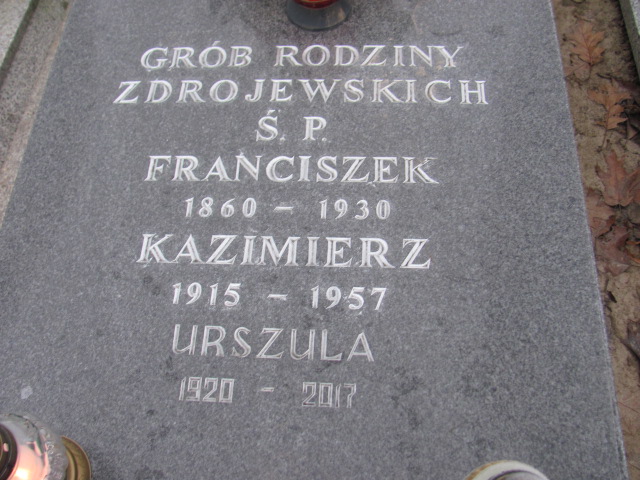 GRÓB RODZINY
ZDROJEWSKICH
Ś. P.
FRANCISZEK
1860 – 1930
KAZIMIERZ
1915 – 1957
URSZULA
1920 – 2017